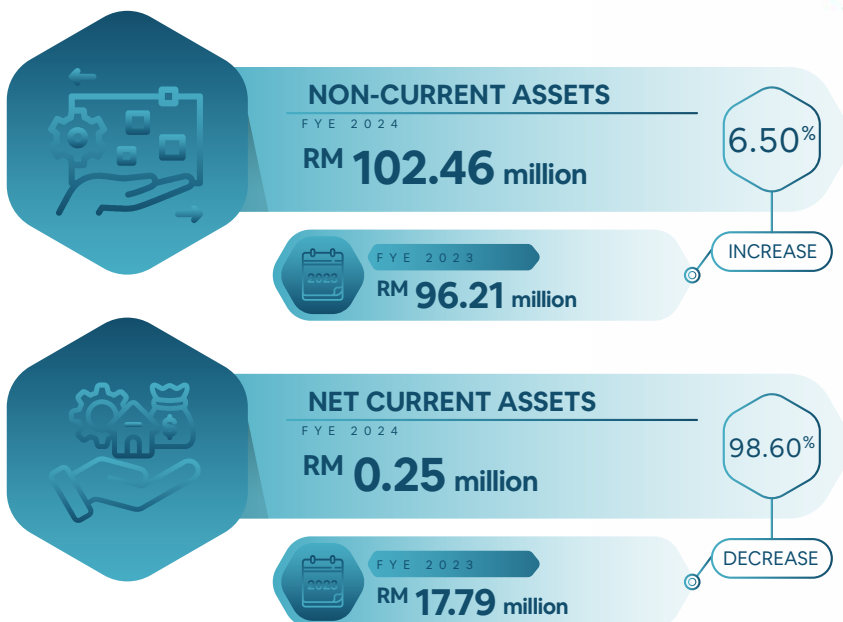 NON-CURRENT ASSETS
FYE 2024
RM 102.46 million
6.50%
INCREASE
2023
FYE 2023
RM 96.21 million
NET CURRENT ASSETS
FYE 2024
RM 0.25 million
98.60%
DECREASE
2023
FYE 2023
RM 17.79 million